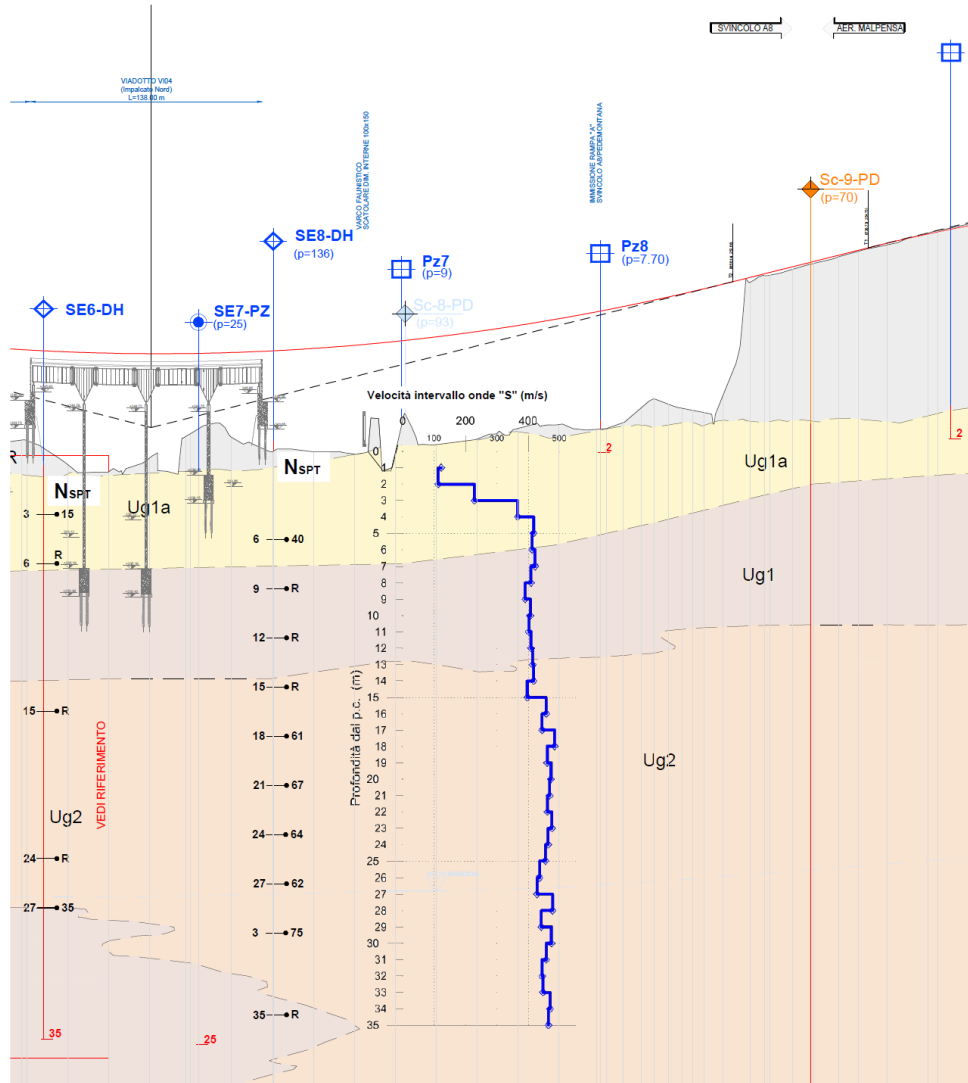 SVINCOLO A8
AER. MALPENSA
VIADOTTO VI04
(Impalcato Nord)
L=138.00 m
VARCO FAUNISTICO
SCATOLARE DIM. INTERNE 100x150
IMMISSIONE RAMPA "A"
SVINCOLO A8/PEDEMONTANA
Sc-9-PD
(p=70)
SE8-DH
(p=136)
Pz7
(p=9)
Pz8
(p=7.70)
SE6-DH
SE7-PZ
(p=25)
Sc-8-PD
(p=93)
Velocità intervallo onde "S" (m/s)
0 200 400
100 300 500
Profondità dal p.c. (m)
0
1
2
3
4
5
6
7
8
9
10
11
12
13
14
15
16
17
18
19
20
21
22
23
24
25
26
27
28
29
30
31
32
33
34
35
R
NSPT
3 15
6 R
15 R
24 R
27 35
35
VEDI RIFERIMENTO
25
NSPT
6 40
9 R
12 R
15 R
18 61
21 67
24 64
27 62
3 75
35 R
2
2
Ug1a
Ug1a
Ug1
Ug2
Ug2